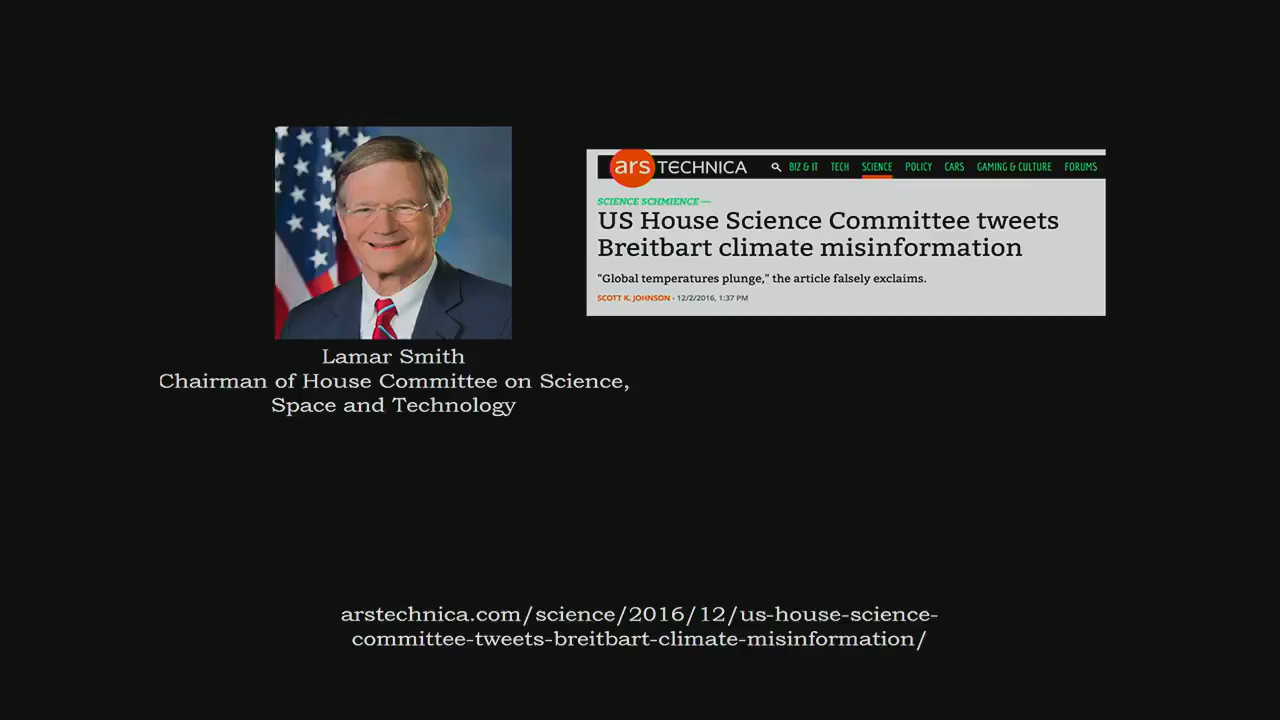 ars TECHNICA BIZ & IT TECH SCIENCE POLICY CARS GAMING & CULTURE FORUMS
SCIENCE SCHMIENCE —
US House Science Committee tweets
Breitbart climate misinformation
"Global temperatures plunge," the article falsely exclaims.
SCOTT K. JOHNSON - 12/2/2016, 1:37 PM
Lamar Smith
Chairman of House Committee on Science,
Space and Technology
arstechnica.com/science/2016/12/us-house-science-
committee-tweets-breitbart-climate-misinformation/